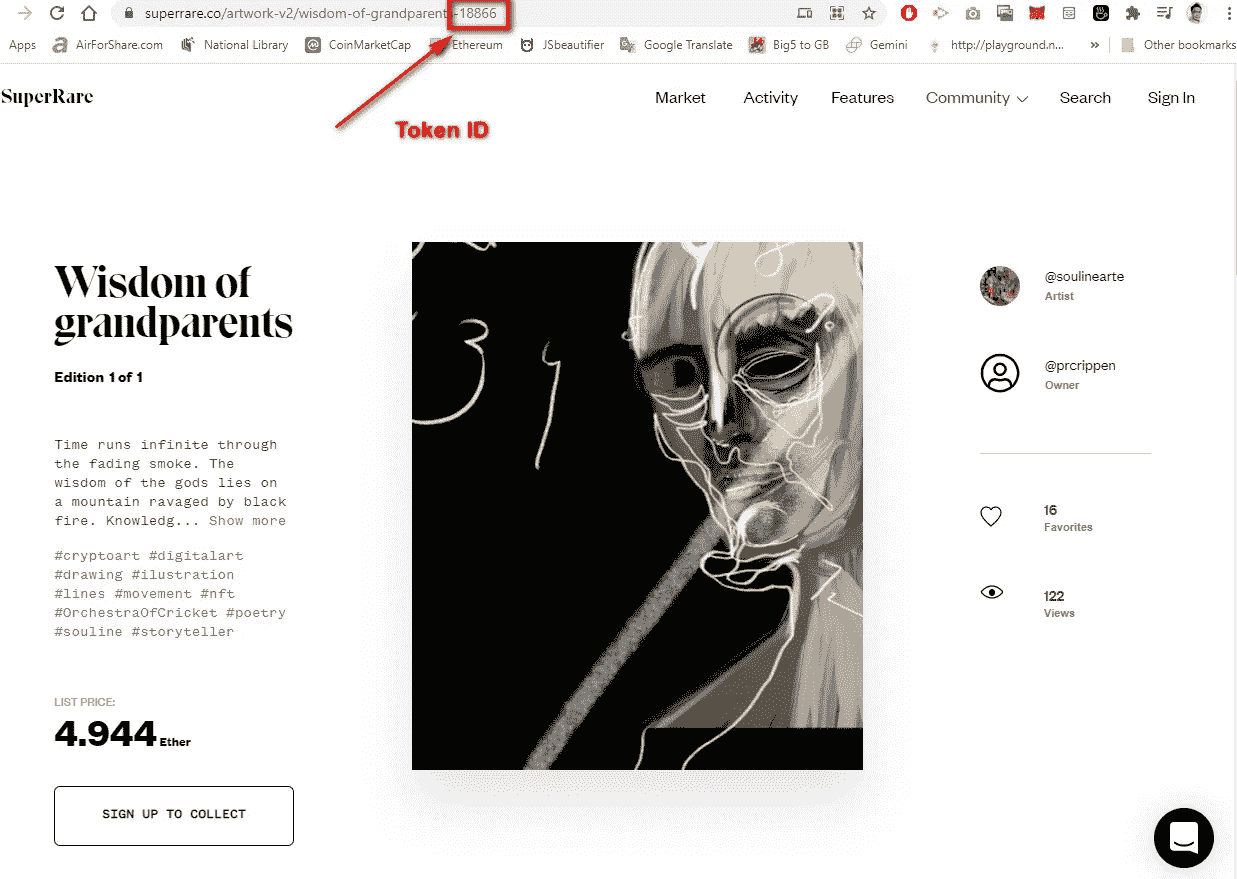 superrare.co/artwork-v2/wisdom-of-grandparents-18866
Apps AirForShare.com National Library CoinMarketCap Ethereum JSbeautifier Google Translate Big5 to GB Gemini http://playground.n... » Other bookmarks
SuperRare Market Activity Features Community Search Sign In
Token ID
Wisdom of
grandparents
Edition 1 of 1
Time runs infinite through
the fading smoke. The
wisdom of the gods lies on
a mountain ravaged by black
fire. Knowledg... Show more
#cryptoart #digitalart
#drawing #ilustration
#lines #movement #nft
#OrchestraOfCricket #poetry
#souline #storyteller
LIST PRICE:
4.944 Ether
SIGN UP TO COLLECT
3 9
@soulinearte
Artist
@prcrippen
Owner
16
Favorites
122
Views